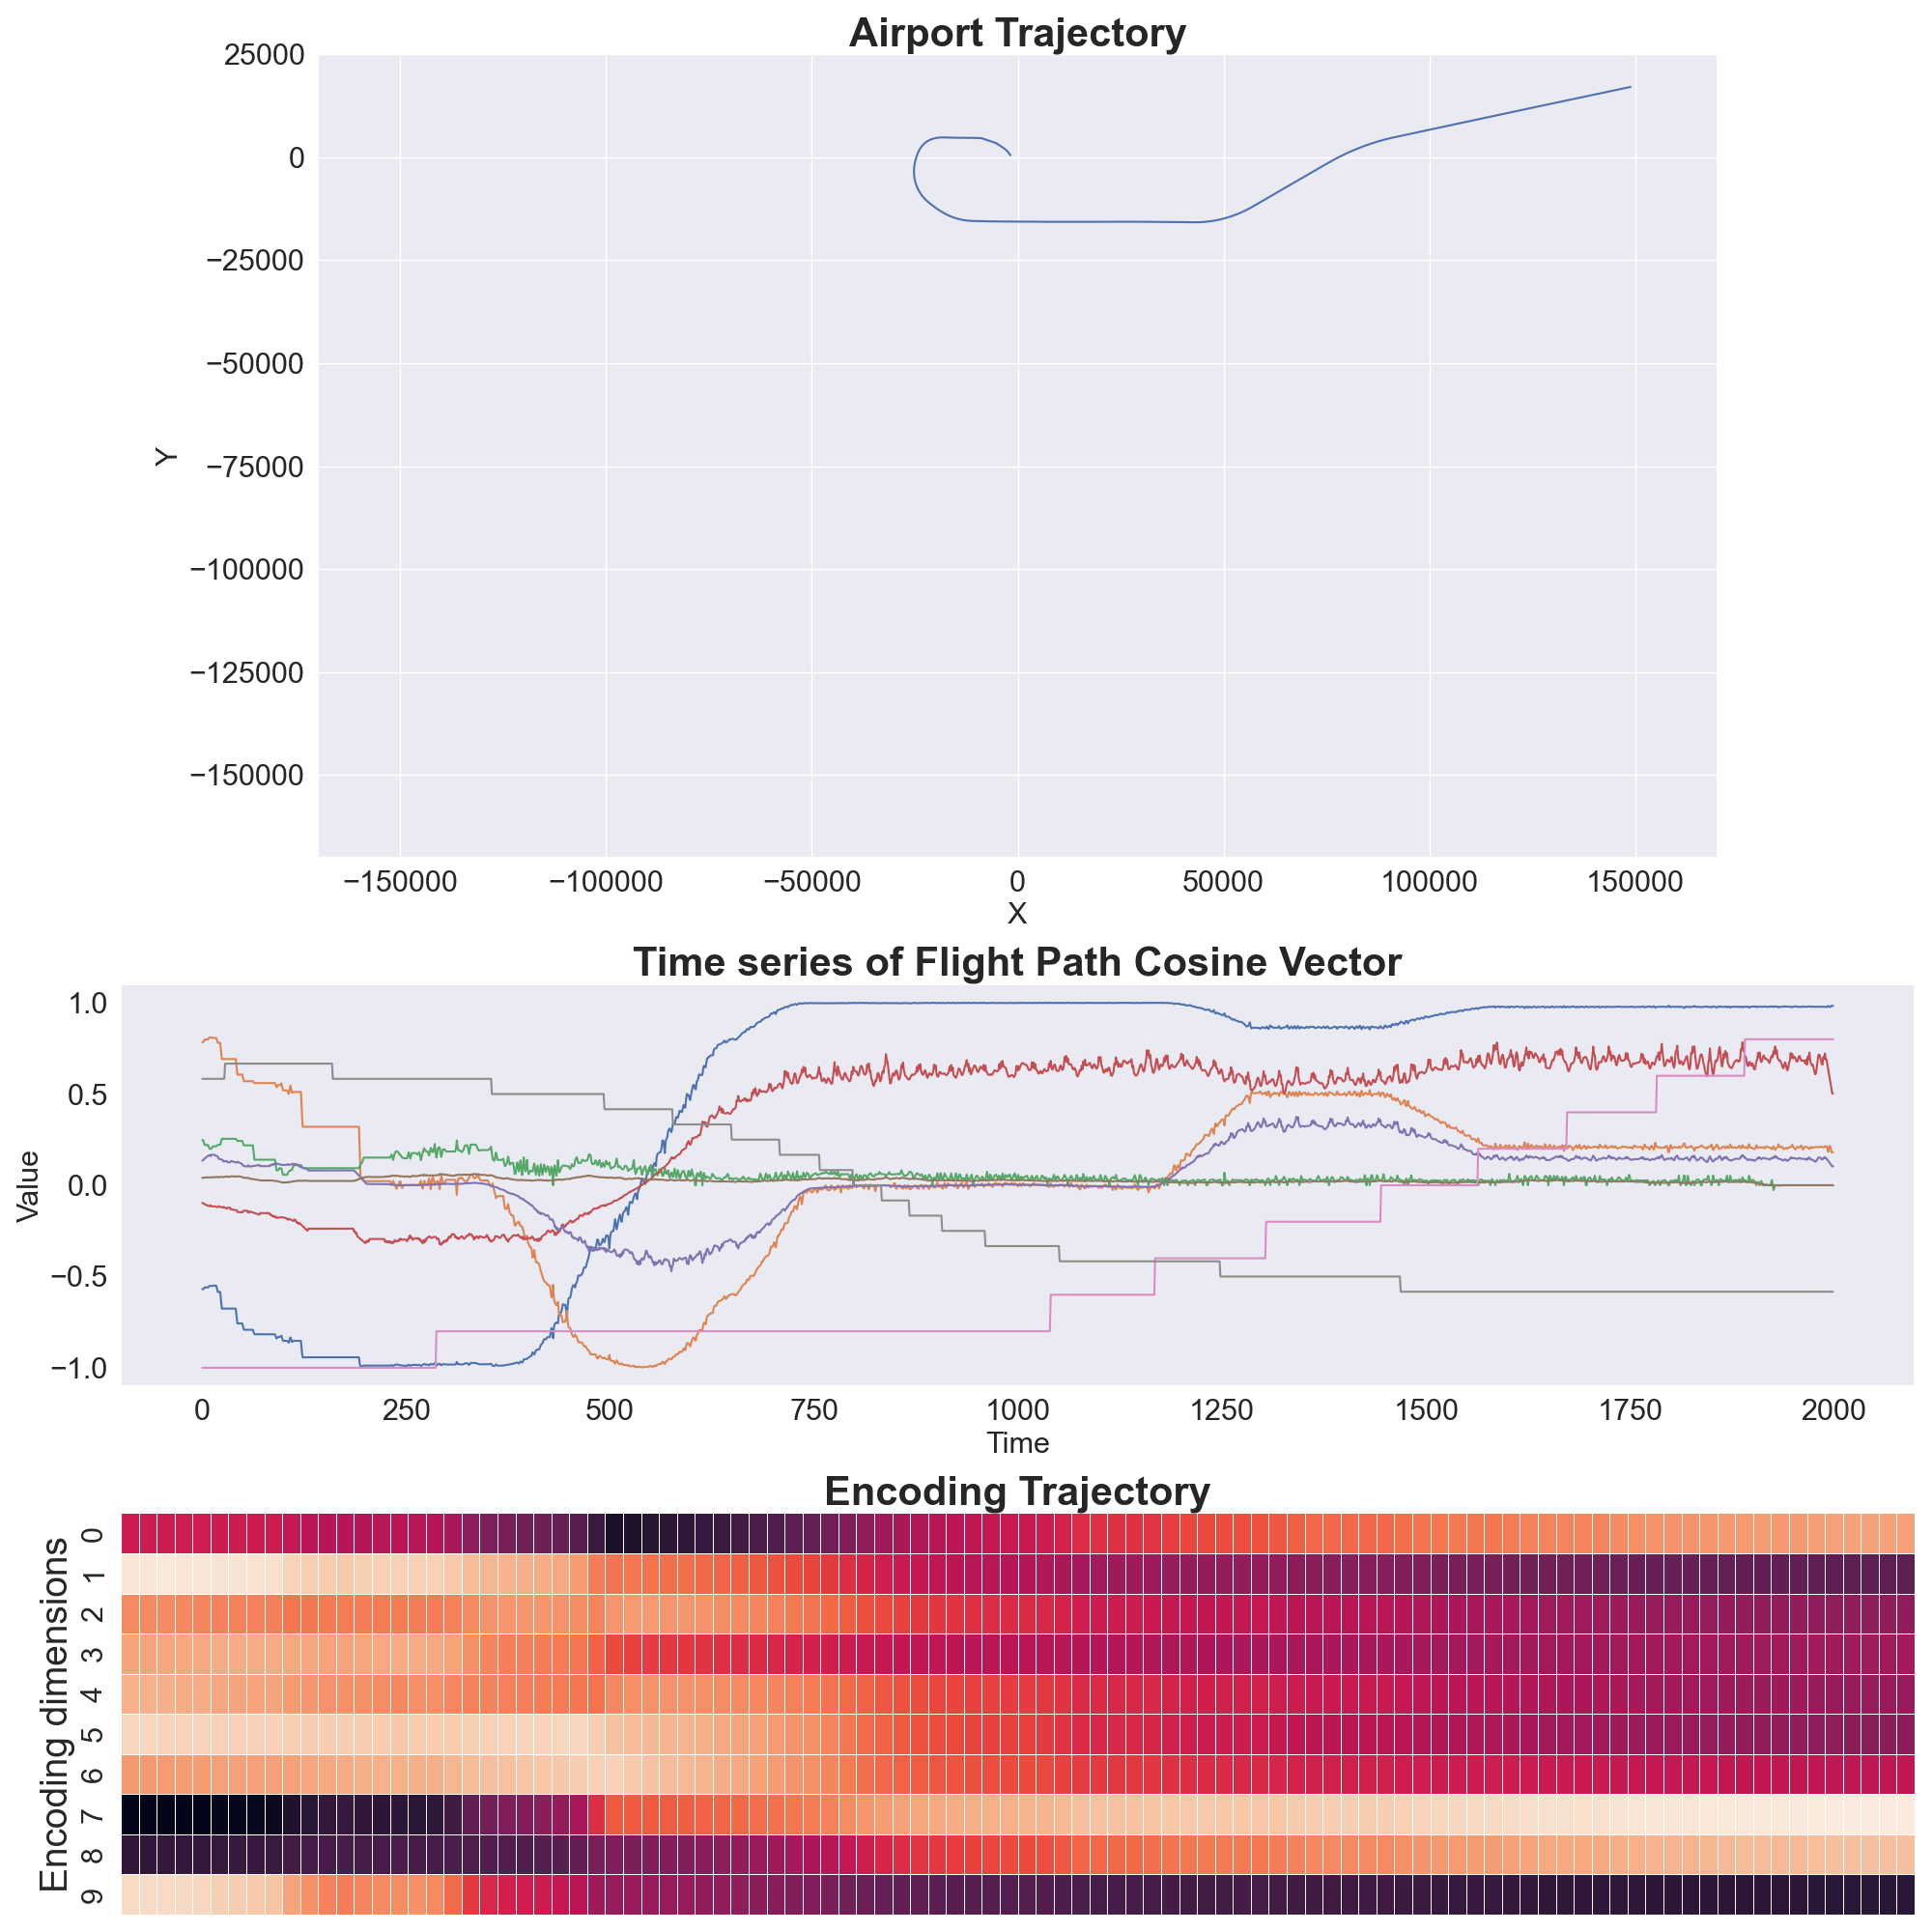 Airport Trajectory
25000
0
−25000
−50000
−75000
−100000
−125000
−150000
Y
−150000 −100000 −50000 0 50000 100000 150000
X
Time series of Flight Path Cosine Vector
1.0
0.5
0.0
−0.5
−1.0
Value
0 250 500 750 1000 1250 1500 1750 2000
Time
Encoding Trajectory
Encoding dimensions
0
1
2
3
4
5
6
7
8
9